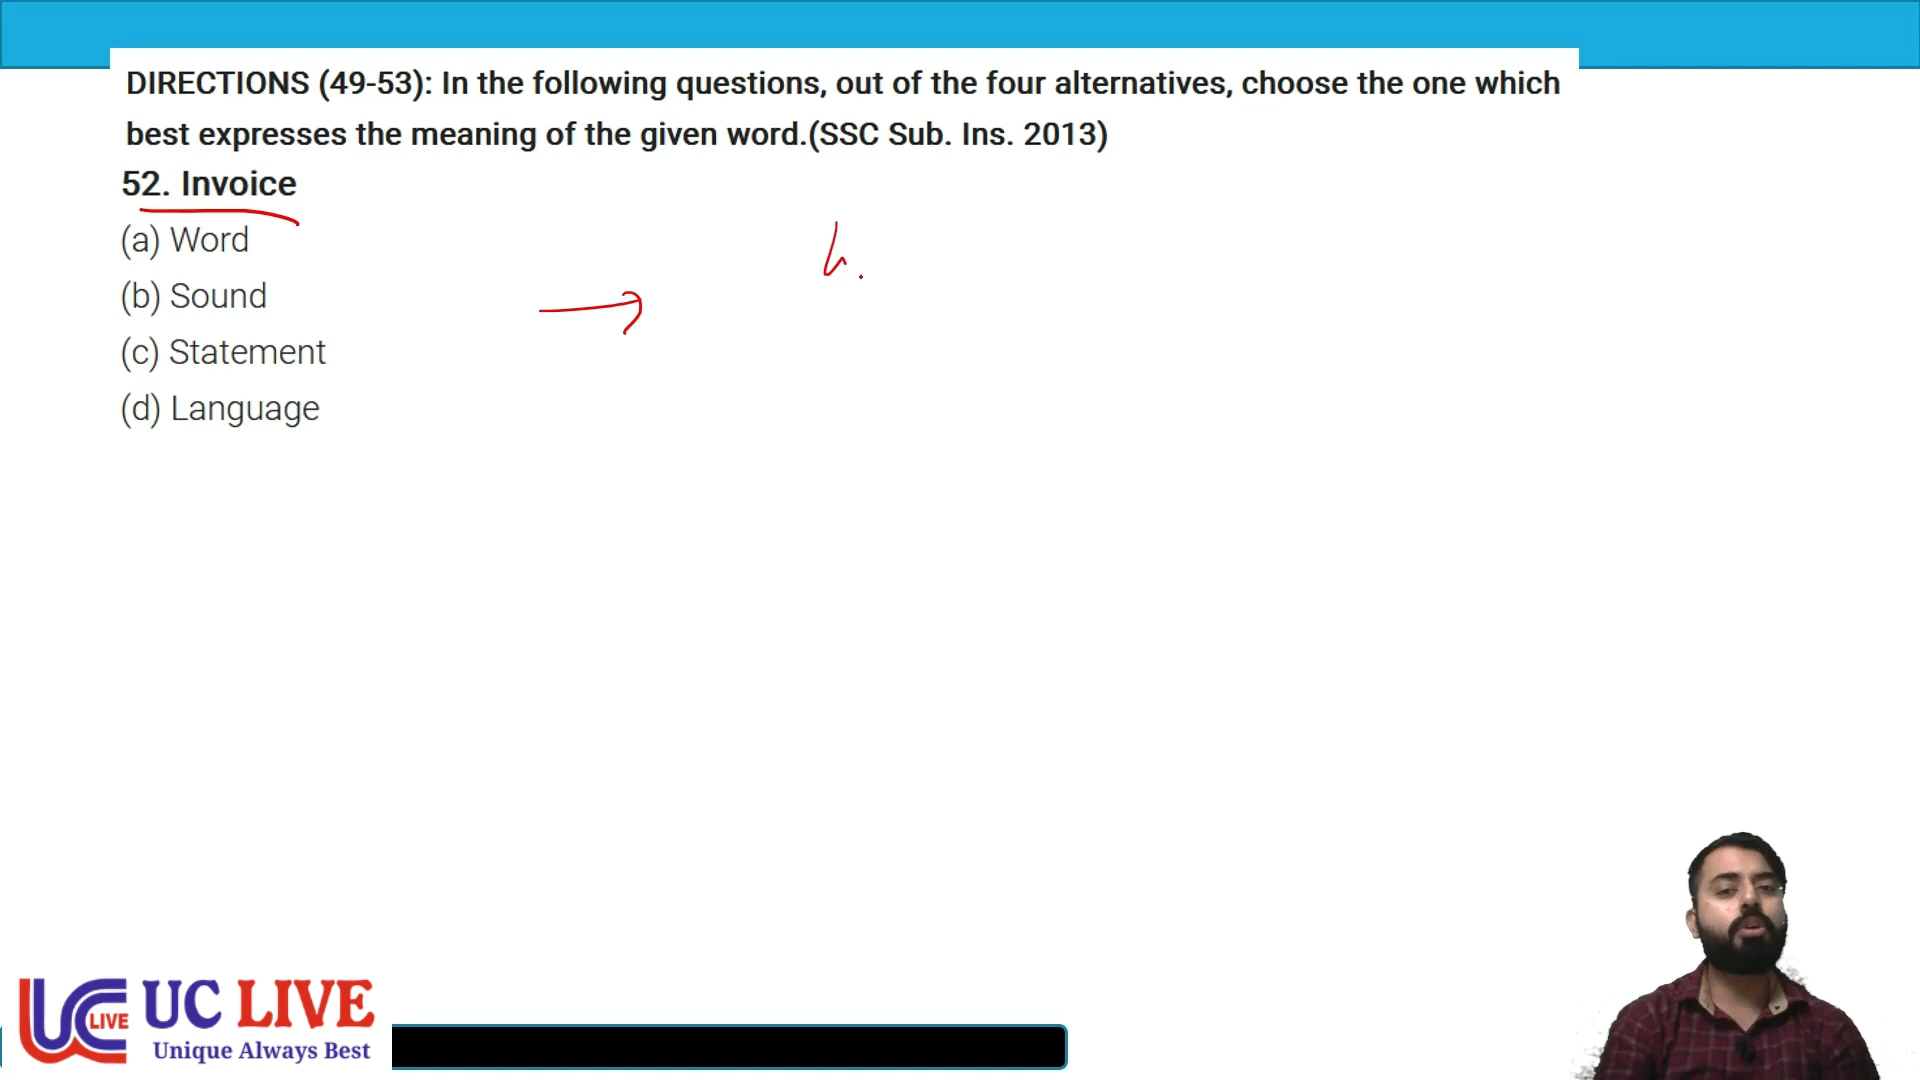 DIRECTIONS (49-53): In the following questions, out of the four alternatives, choose the one which
best expresses the meaning of the given word.(SSC Sub. Ins. 2013)
52. Invoice
(a) Word
(b) Sound
(c) Statement
(d) Language
LIVE
UC LIVE
Unique Always Best